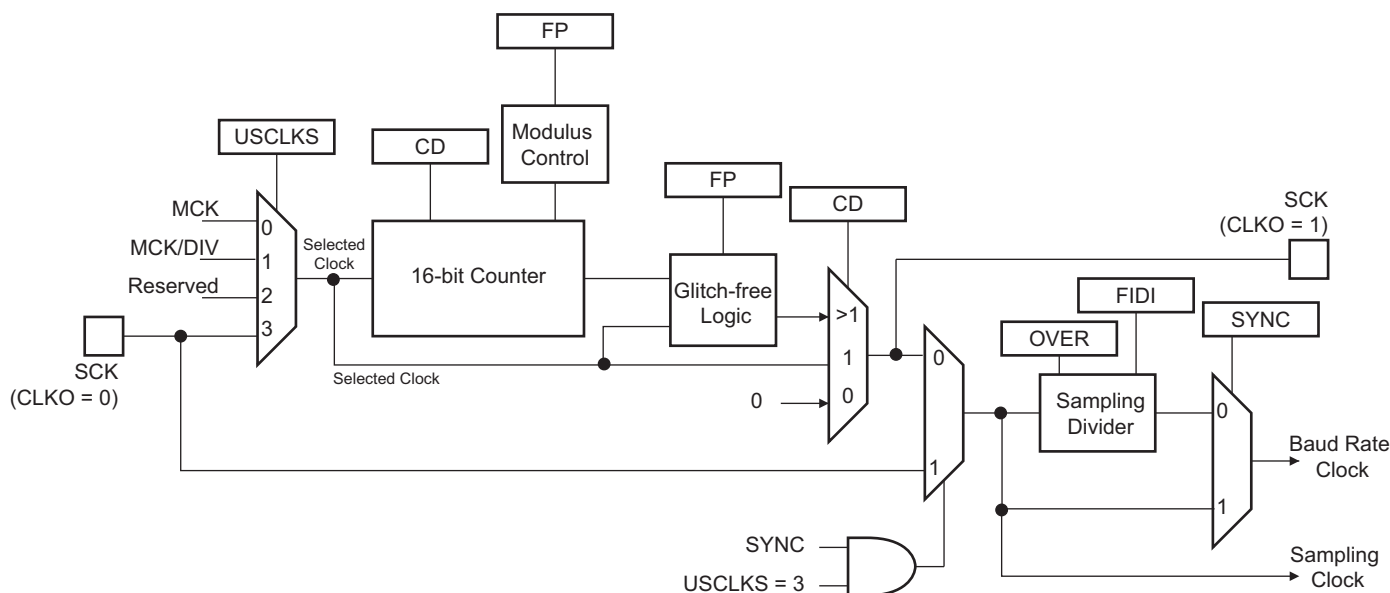 FP
USCLKS
CD
Modulus
Control
FP
CD
SCK
(CLKO = 1)
MCK
MCK/DIV
Reserved
0
1
2
3
Selected
Clock
16-bit Counter
Glitch-free
Logic
>1
1
0
0
FIDI
OVER
SYNC
SCK
(CLKO = 0)
Selected Clock
0
1
Sampling
Divider
0
1
Baud Rate
Clock
SYNC
USCLKS = 3
Sampling
Clock